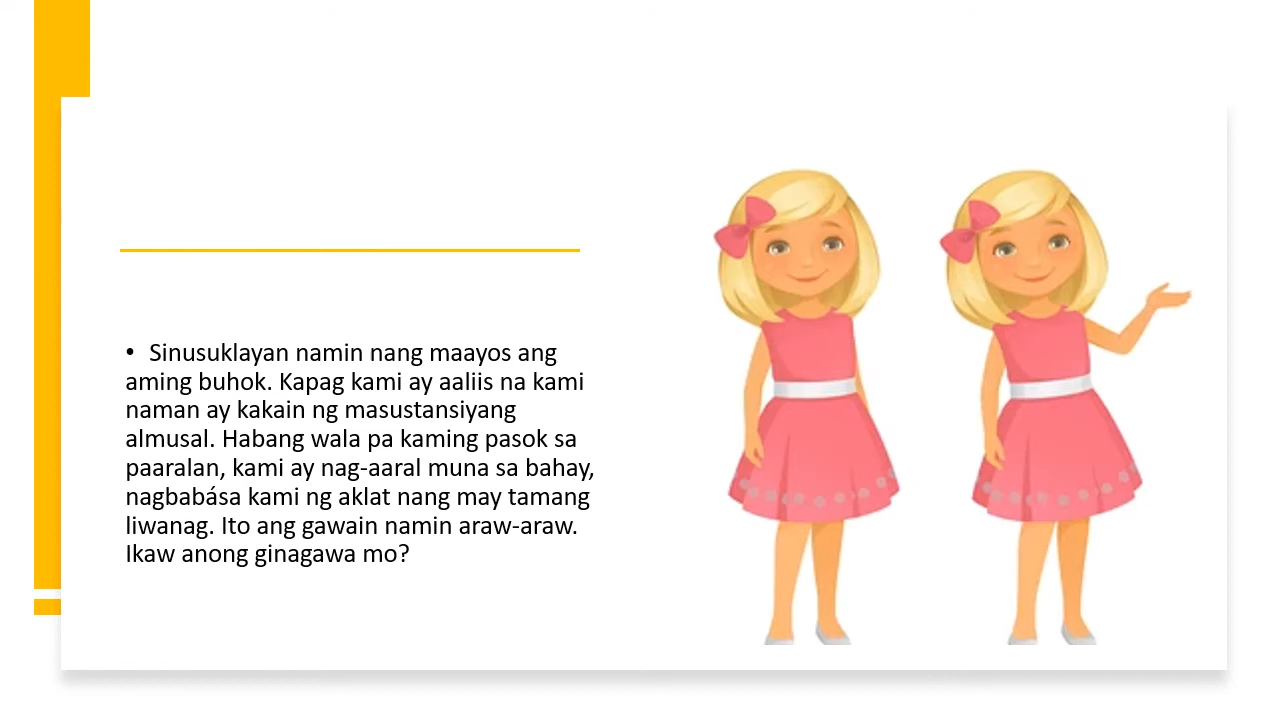 • Sinusuklayan namin nang maayos ang
aming buhok. Kapag kami ay aaliis na kami
naman ay kakain ng masustansiyang
almusal. Habang wala pa kaming pasok sa
paaralan, kami ay nag-aaral muna sa bahay,
nagbabása kami ng aklat nang may tamang
liwanag. Ito ang gawain namin araw-araw.
Ikaw anong ginagawa mo?